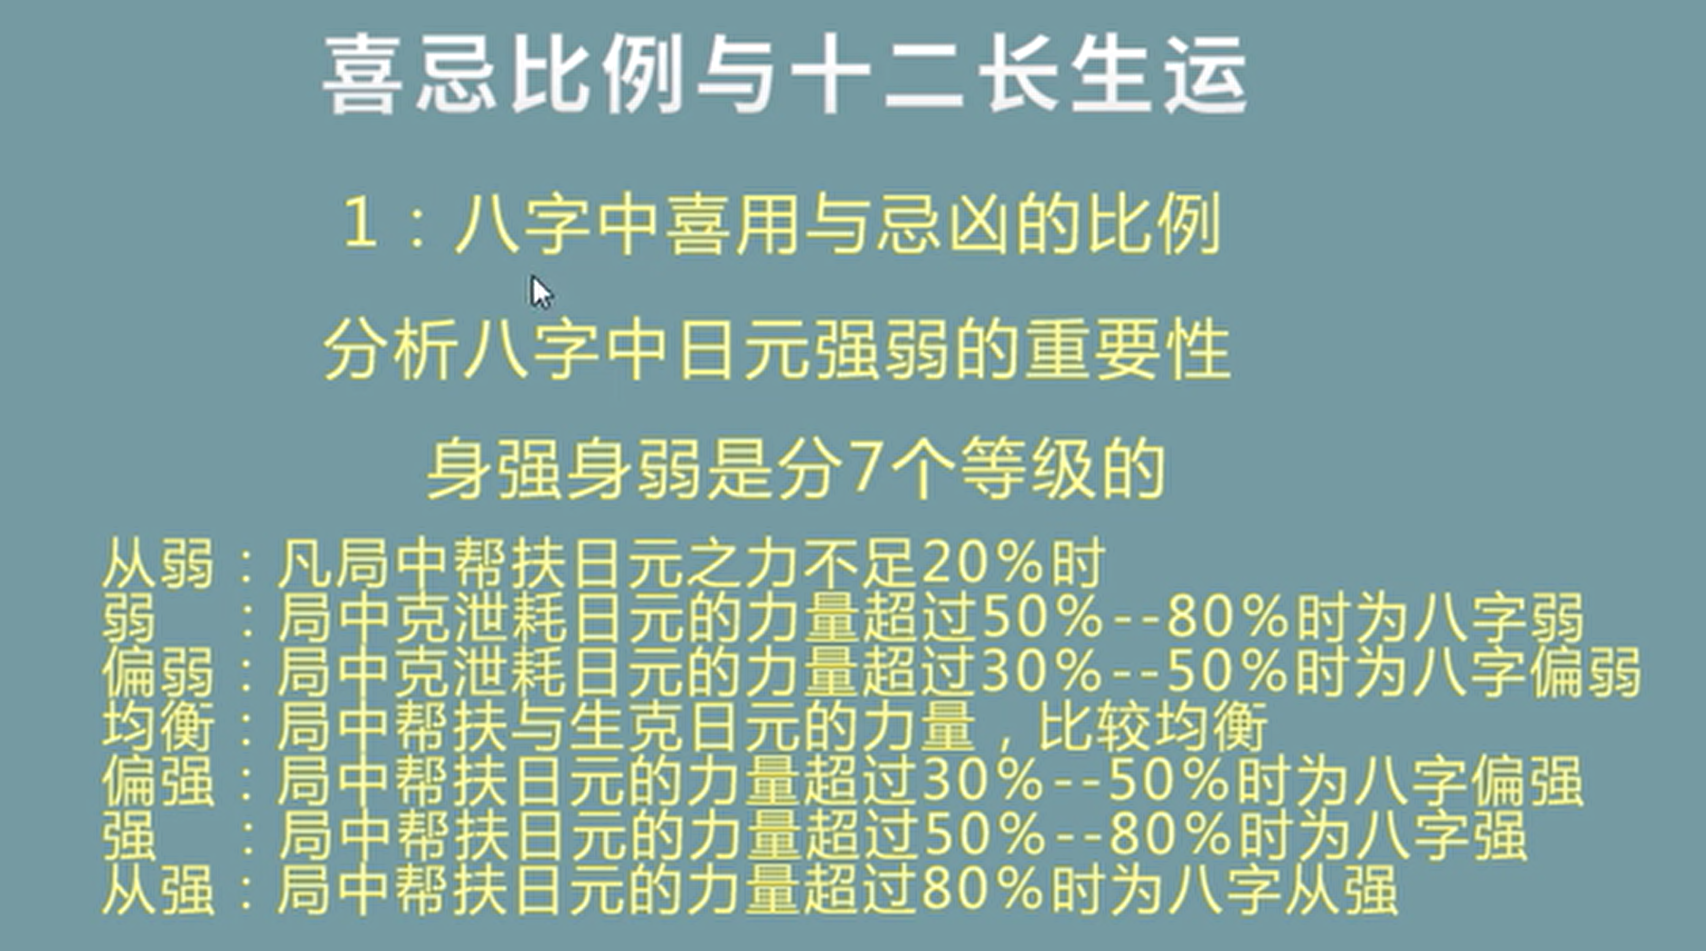 喜忌比例与十二长生运
1：八字中喜用与忌凶的比例
分析八字中日元强弱的重要性
身强身弱是分7个等级的
从弱：凡局中帮扶日元之力不足20%时
弱　：局中克泄耗日元的力量超过50%--80%时为八字弱
偏弱：局中克泄耗日元的力量超过30%--50%时为八字偏弱
均衡：局中帮扶与生克日元的力量，比较均衡
偏强：局中帮扶日元的力量超过30%--50%时为八字偏强
强　：局中帮扶日元的力量超过50%--80%时为八字强
从强：局中帮扶日元的力量超过80%时为八字从强